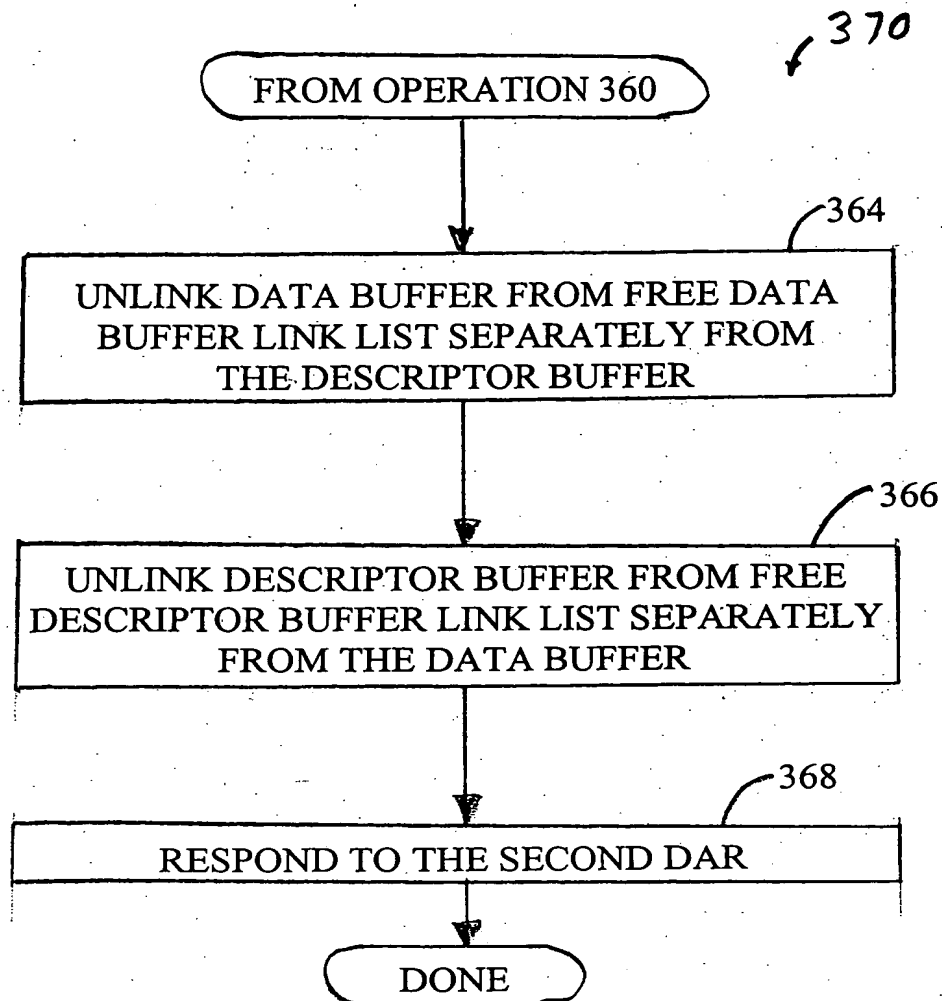 370
FROM OPERATION 360
364
UNLINK DATA BUFFER FROM FREE DATA
BUFFER LINK LIST SEPARATELY FROM
THE DESCRIPTOR BUFFER
366
UNLINK DESCRIPTOR BUFFER FROM FREE
DESCRIPTOR BUFFER LINK LIST SEPARATELY
FROM THE DATA BUFFER
368
RESPOND TO THE SECOND DAR
DONE